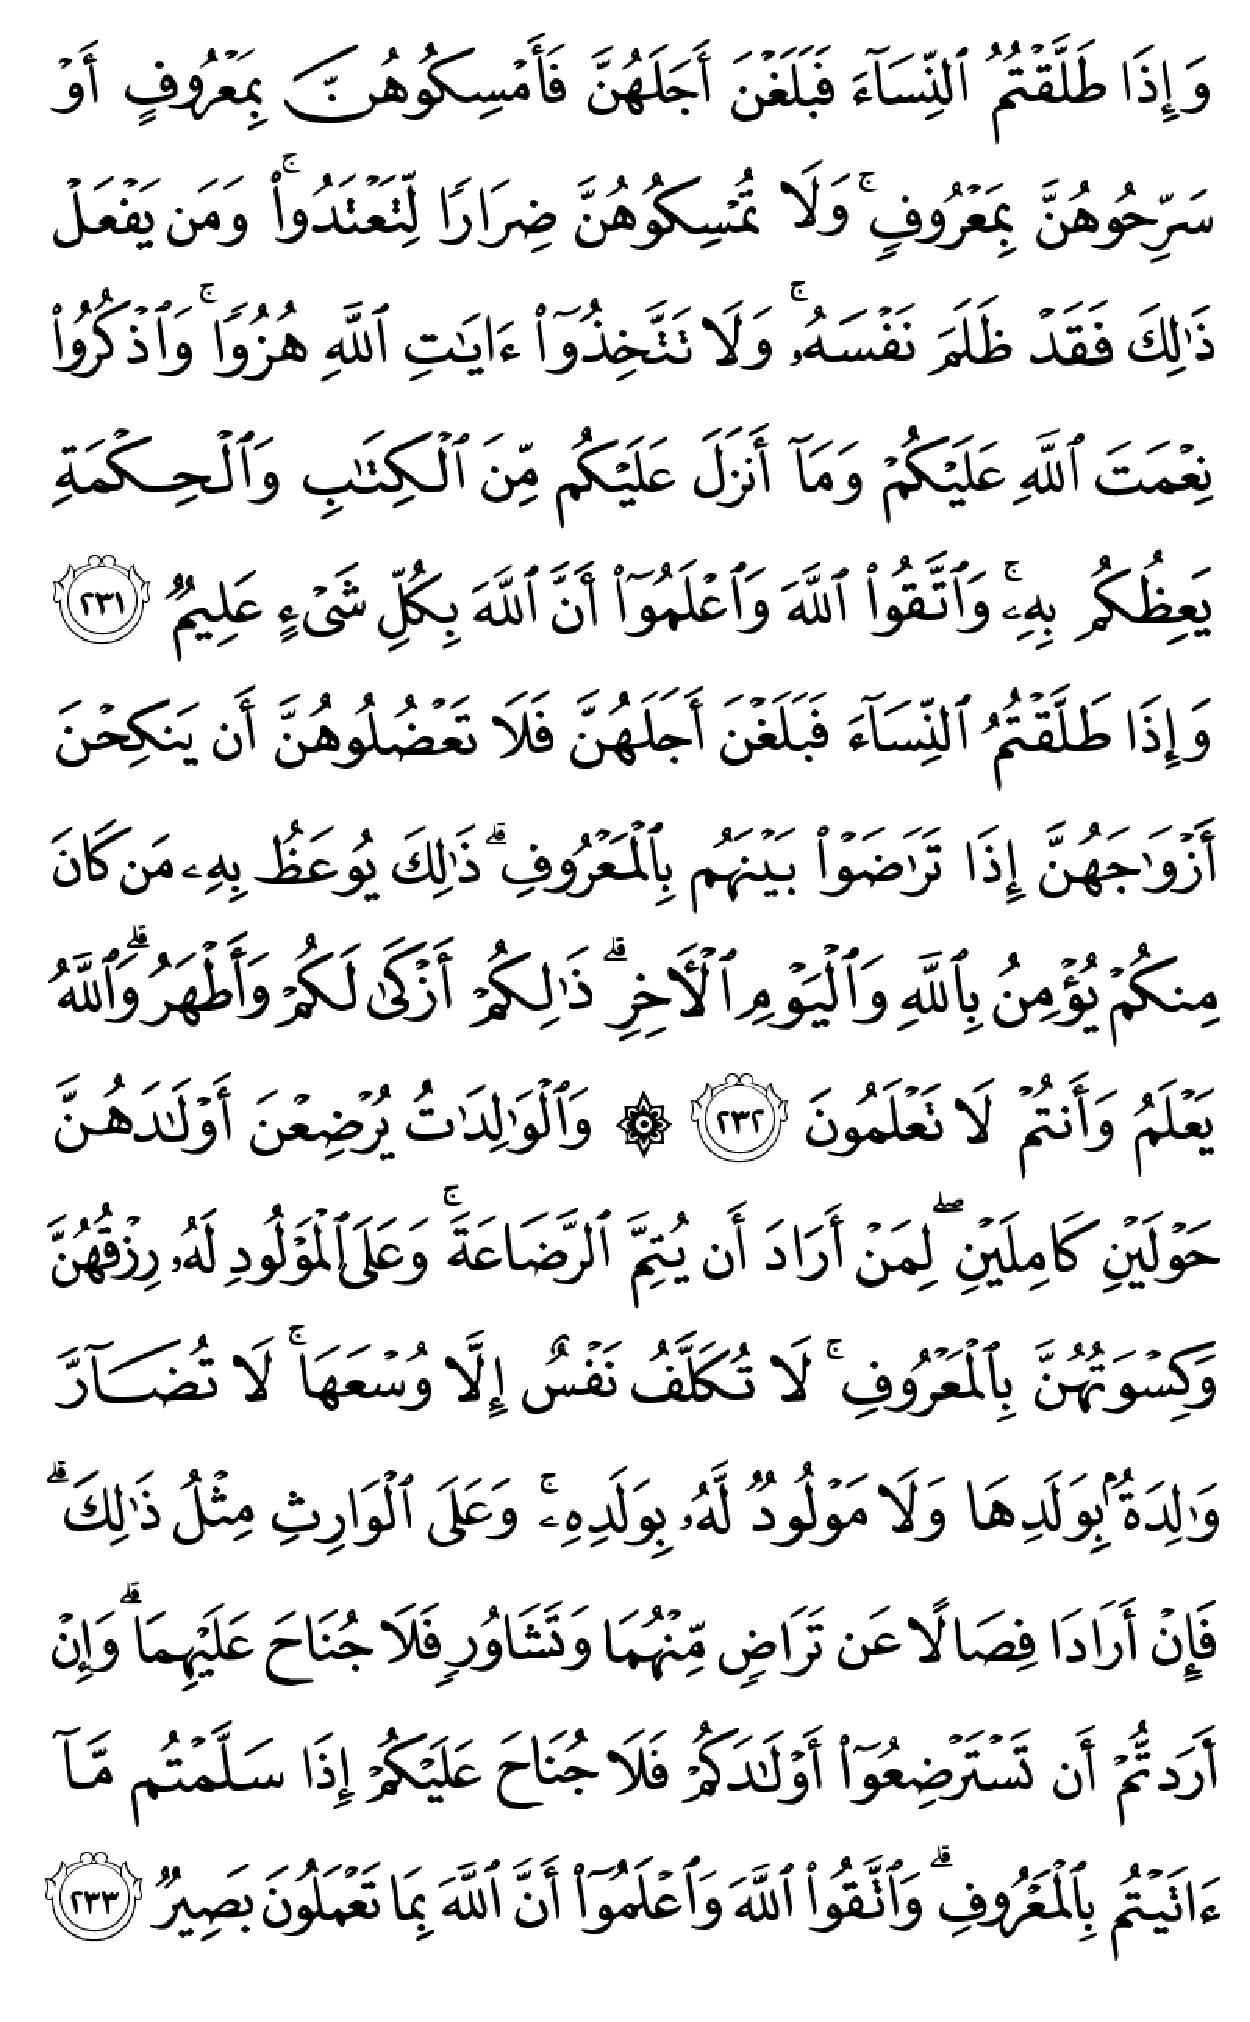 وَإِذَا طَلَّقْتُمُ ٱلنِّسَآءَ فَبَلَغْنَ أَجَلَهُنَّ فَأَمْسِكُوهُنَّ بِمَعْرُوفٍ أَوْ
سَرِّحُوهُنَّ بِمَعْرُوفٍ ۚ وَلَا تُمْسِكُوهُنَّ ضِرَارًا لِّتَعْتَدُوا۟ ۚ وَمَن يَفْعَلْ
ذَٰلِكَ فَقَدْ ظَلَمَ نَفْسَهُۥ ۚ وَلَا تَتَّخِذُوٓا۟ ءَايَٰتِ ٱللَّهِ هُزُوًا ۚ وَٱذْكُرُوا۟
نِعْمَتَ ٱللَّهِ عَلَيْكُمْ وَمَآ أَنزَلَ عَلَيْكُم مِّنَ ٱلْكِتَٰبِ وَٱلْحِكْمَةِ
يَعِظُكُم بِهِۦ ۚ وَٱتَّقُوا۟ ٱللَّهَ وَٱعْلَمُوٓا۟ أَنَّ ٱللَّهَ بِكُلِّ شَىْءٍ عَلِيمٌ ٢٣١
وَإِذَا طَلَّقْتُمُ ٱلنِّسَآءَ فَبَلَغْنَ أَجَلَهُنَّ فَلَا تَعْضُلُوهُنَّ أَن يَنكِحْنَ
أَزْوَٰجَهُنَّ إِذَا تَرَٰضَوْا۟ بَيْنَهُم بِٱلْمَعْرُوفِ ۗ ذَٰلِكَ يُوعَظُ بِهِۦ مَن كَانَ
مِنكُمْ يُؤْمِنُ بِٱللَّهِ وَٱلْيَوْمِ ٱلْـَٔاخِرِ ۗ ذَٰلِكُمْ أَزْكَىٰ لَكُمْ وَأَطْهَرُ ۗ وَٱللَّهُ
يَعْلَمُ وَأَنتُمْ لَا تَعْلَمُونَ ٢٣٢ ۞ وَٱلْوَٰلِدَٰتُ يُرْضِعْنَ أَوْلَٰدَهُنَّ
حَوْلَيْنِ كَامِلَيْنِ ۖ لِمَنْ أَرَادَ أَن يُتِمَّ ٱلرَّضَاعَةَ ۚ وَعَلَى ٱلْمَوْلُودِ لَهُۥ رِزْقُهُنَّ
وَكِسْوَتُهُنَّ بِٱلْمَعْرُوفِ ۚ لَا تُكَلَّفُ نَفْسٌ إِلَّا وُسْعَهَا ۚ لَا تُضَآرَّ
وَٰلِدَةٌۢ بِوَلَدِهَا وَلَا مَوْلُودٌ لَّهُۥ بِوَلَدِهِۦ ۚ وَعَلَى ٱلْوَارِثِ مِثْلُ ذَٰلِكَ ۗ
فَإِنْ أَرَادَا فِصَالًا عَن تَرَاضٍ مِّنْهُمَا وَتَشَاوُرٍ فَلَا جُنَاحَ عَلَيْهِمَا ۗ وَإِنْ
أَرَدتُّمْ أَن تَسْتَرْضِعُوٓا۟ أَوْلَٰدَكُمْ فَلَا جُنَاحَ عَلَيْكُمْ إِذَا سَلَّمْتُم مَّآ
ءَاتَيْتُم بِٱلْمَعْرُوفِ ۗ وَٱتَّقُوا۟ ٱللَّهَ وَٱعْلَمُوٓا۟ أَنَّ ٱللَّهَ بِمَا تَعْمَلُونَ بَصِيرٌ ٢٣٣